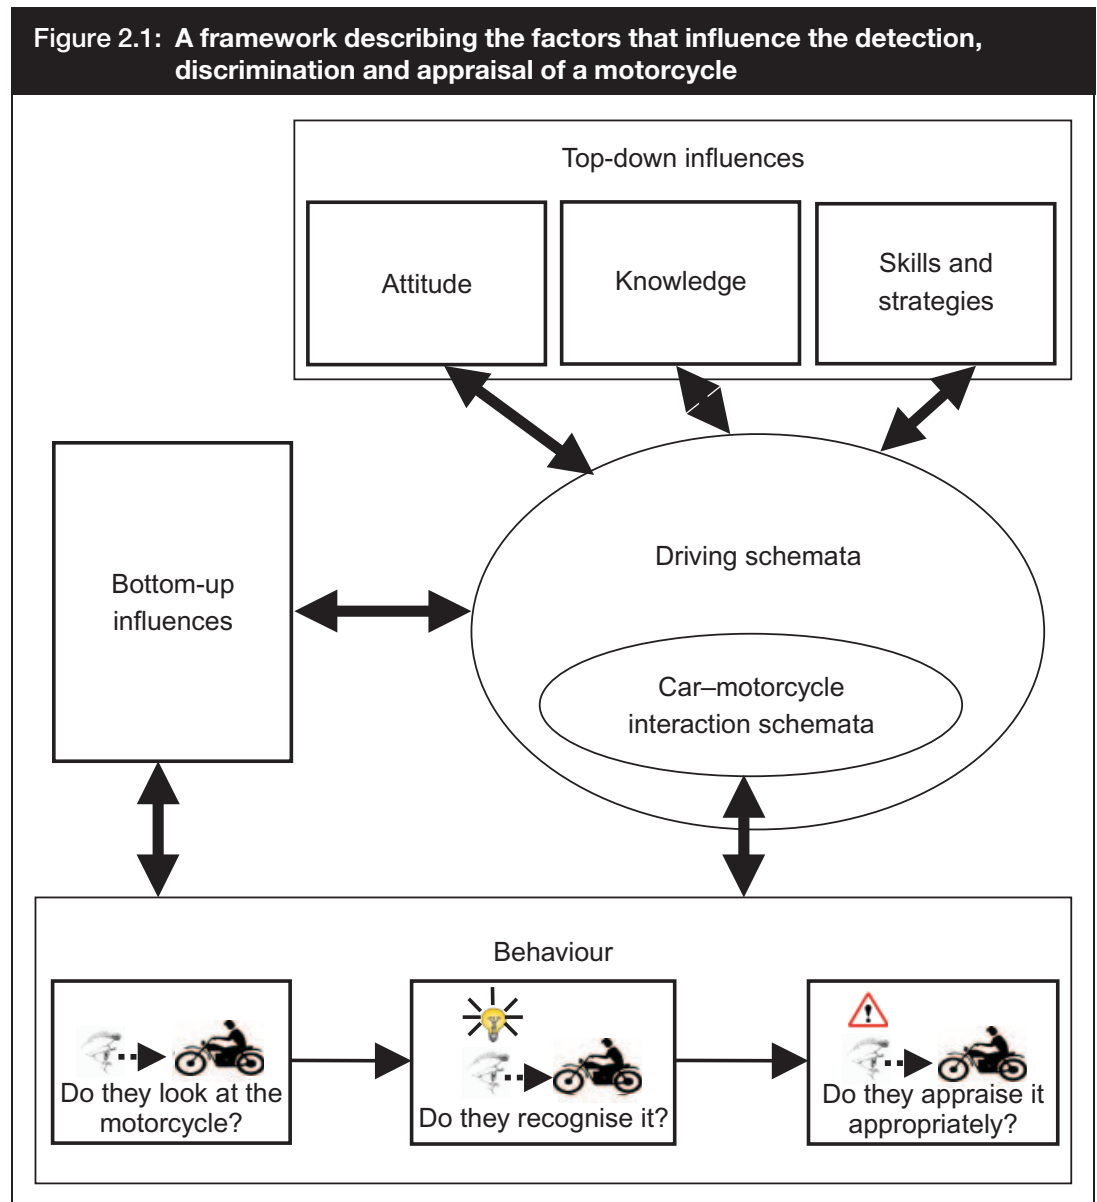 Figure 2.1: A framework describing the factors that influence the detection,
discrimination and appraisal of a motorcycle
Top-down influences
Attitude
Knowledge
Skills and
strategies
Bottom-up
influences
Driving schemata
Car–motorcycle
interaction schemata
Behaviour
Do they look at the
motorcycle?
Do they recognise it?
Do they appraise it
appropriately?